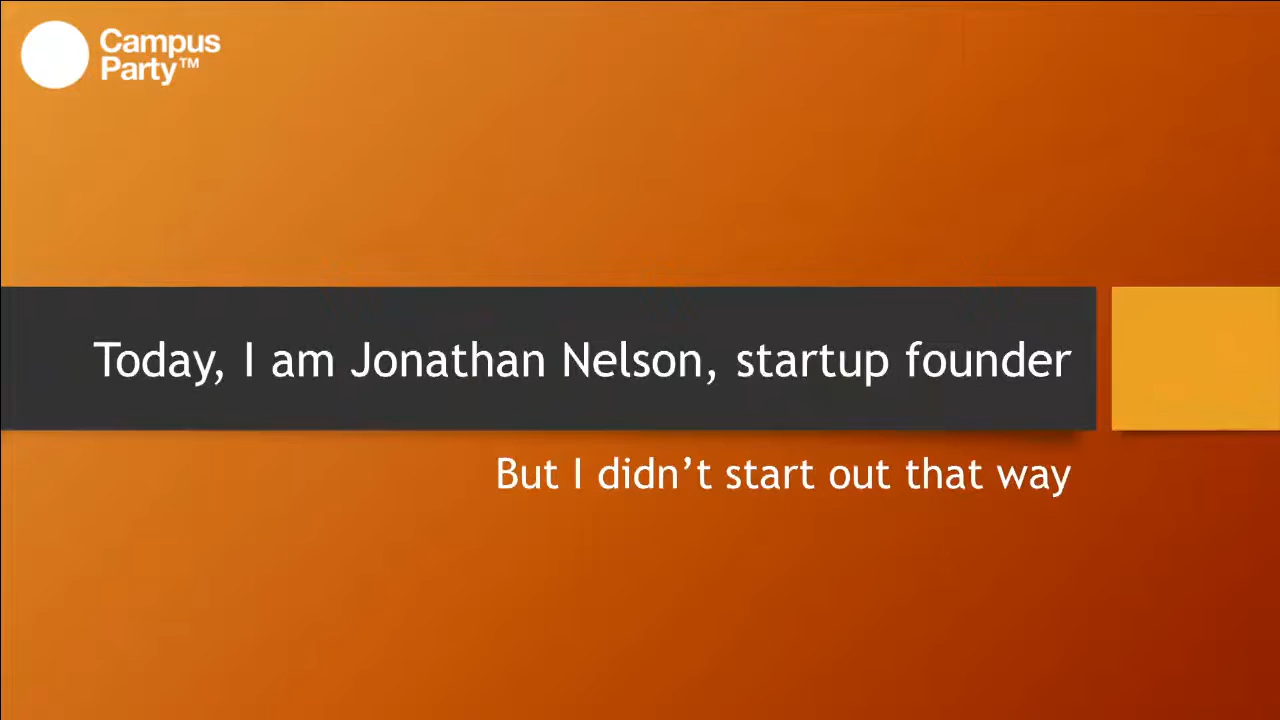 Campus
Party™
Today, I am Jonathan Nelson, startup founder
But I didn’t start out that way